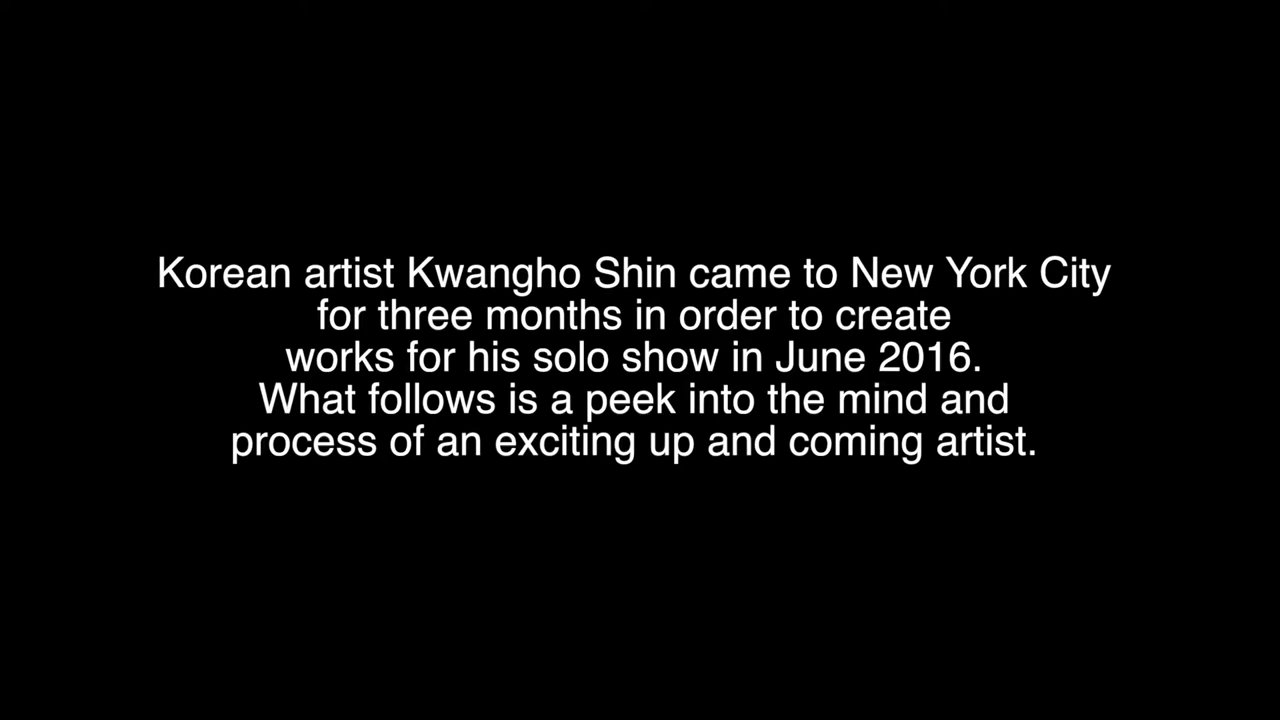 Korean artist Kwangho Shin came to New York City
for three months in order to create
works for his solo show in June 2016.
What follows is a peek into the mind and
process of an exciting up and coming artist.